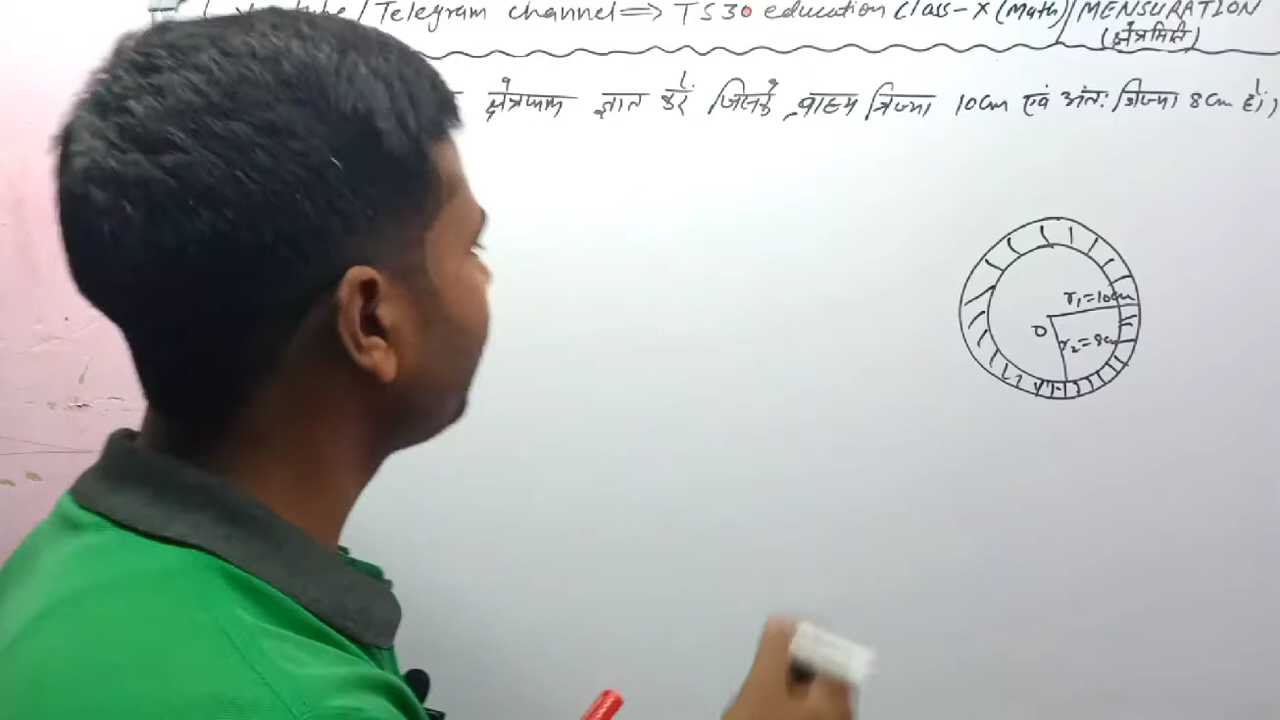 Telegram channel ⇒ TS30 education Class-X (Math) MENSURATION
(क्षेत्रमिति)
क्षेत्रफल ज्ञात करें जिसके बाह्य त्रिज्या 10cm एवं अंतः त्रिज्या 8cm हो।
r₁=10cm
O
r₂=8cm